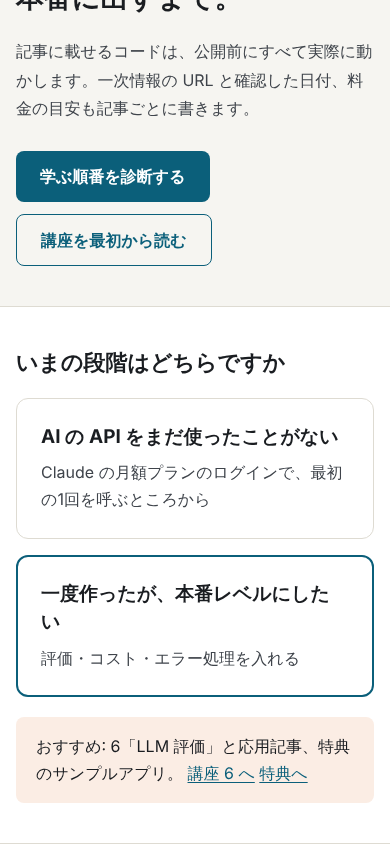 本番に出すまで。
記事に載せるコードは、公開前にすべて実際に動
かします。一次情報の URL と確認した日付、料
金の目安も記事ごとに書きます。
学ぶ順番を診断する
講座を最初から読む
いまの段階はどちらですか
AI の API をまだ使ったことがない
Claude の月額プランのログインで、最初
の1回を呼ぶところから
一度作ったが、本番レベルにした
い
評価・コスト・エラー処理を入れる
おすすめ: 6「LLM 評価」と応用記事、特典
のサンプルアプリ。 講座 6 へ 特典へ